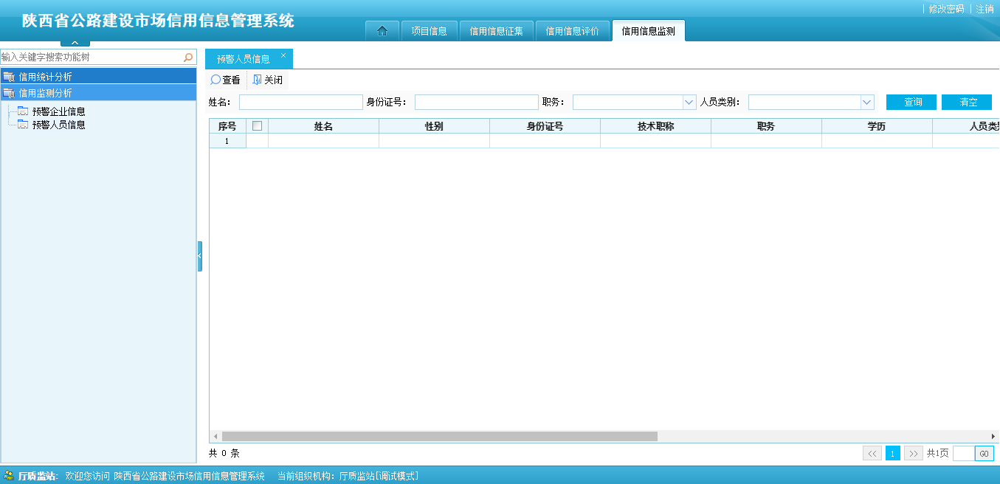 | 修改密码 | 注销
陕西省公路建设市场信用信息管理系统
项目信息 信用信息征集 信用信息评价 信用信息监测
输入关键字搜索功能树
信用统计分析
信用监测分析
预警企业信息
预警人员信息
预警人员信息 ×
查看 关闭
姓名： 身份证号： 职务： 人员类别： 查询 清空
序号 姓名 性别 身份证号 技术职称 职务 学历 人员类
1
共 0 条 << 1 >> 共1页 GO
厅质监站: 欢迎您访问 陕西省公路建设市场信用信息管理系统 当前组织机构: 厅质监站[调试模式]